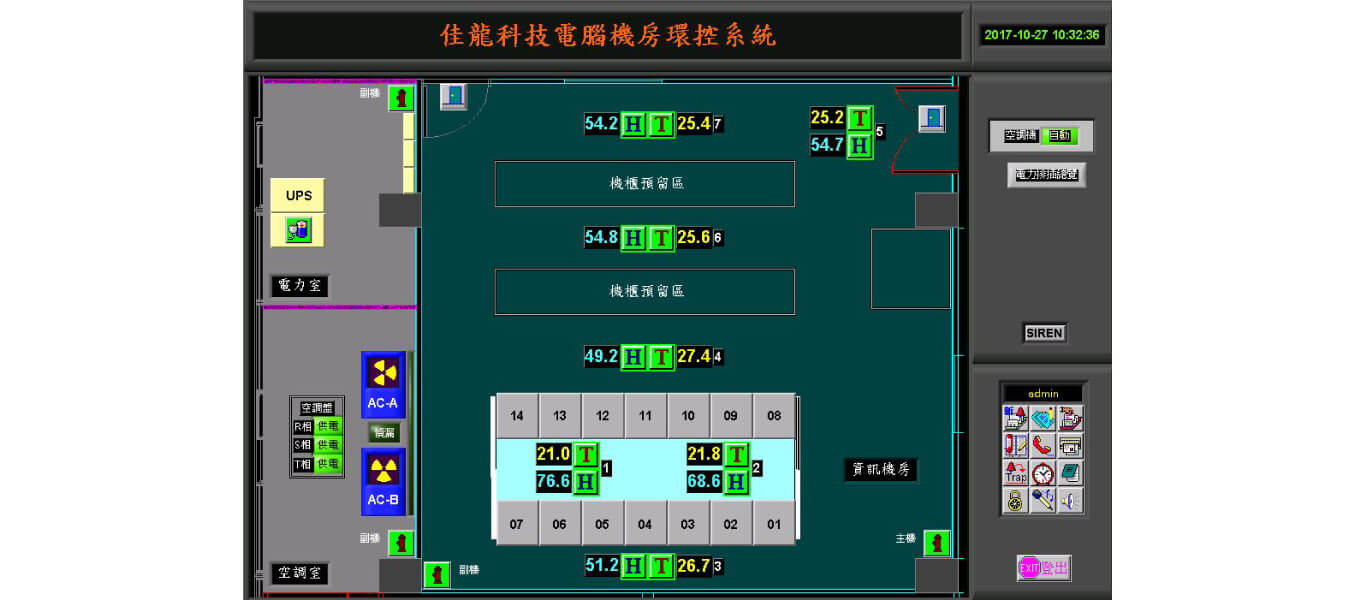 佳龍科技電腦機房環控系統
2017-10-27 10:32:36
副機
54.2 H T 25.4 7
25.2 T
54.7 H
5
空調機 自動
電力排插總覽
機櫃預留區
UPS
54.8 H T 25.6 6
電力室
機櫃預留區
SIREN
49.2 H T 27.4 4
AC-A
admin
空調盤
R相 供電
S相 供電
T相 供電
偵漏
14 13 12 11 10 09 08
21.0 T
76.6 H
1
21.8 T
68.6 H
2
資訊機房
Trap
AC-B
07 06 05 04 03 02 01
副機
主機
空調室
副機
51.2 H T 26.7 3
EXIT 登出